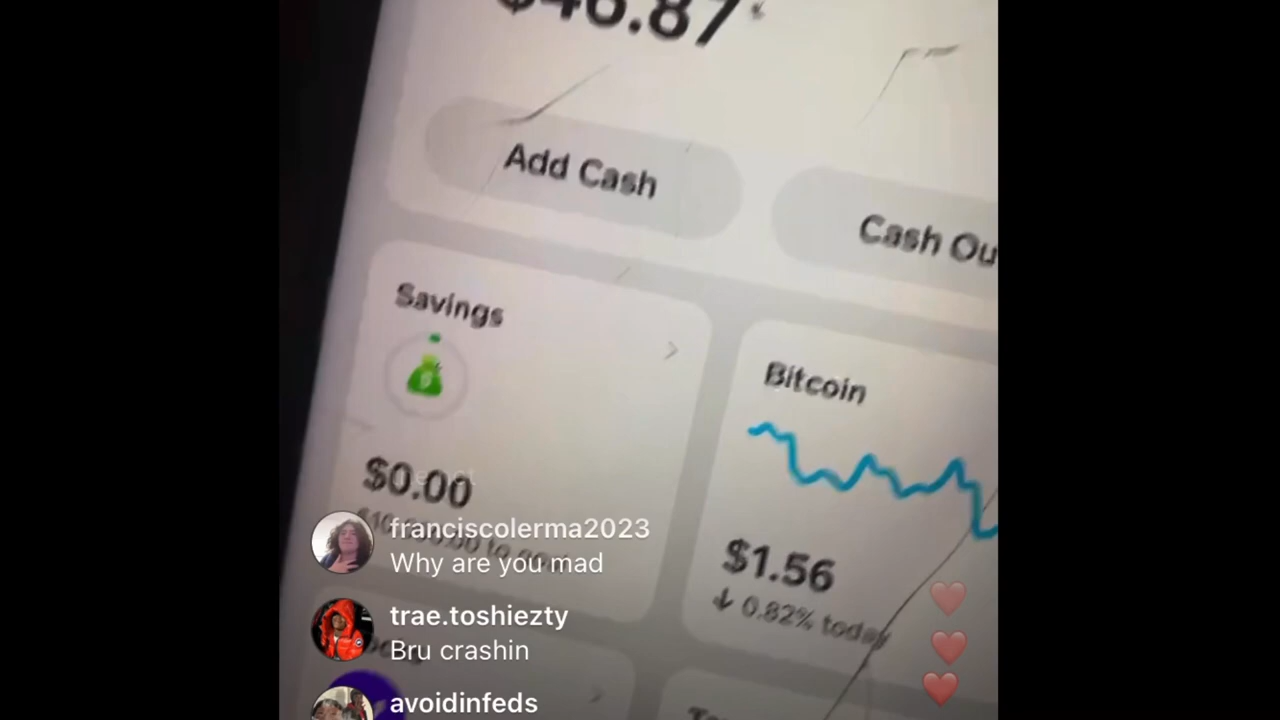 $46.87
Add Cash
Cash Ou
Savings
Bitcoin
$0.00
$1.56
0.82% today
franciscolerma2023
Why are you mad
trae.toshiezty
Bru crashin
avoidinfeds